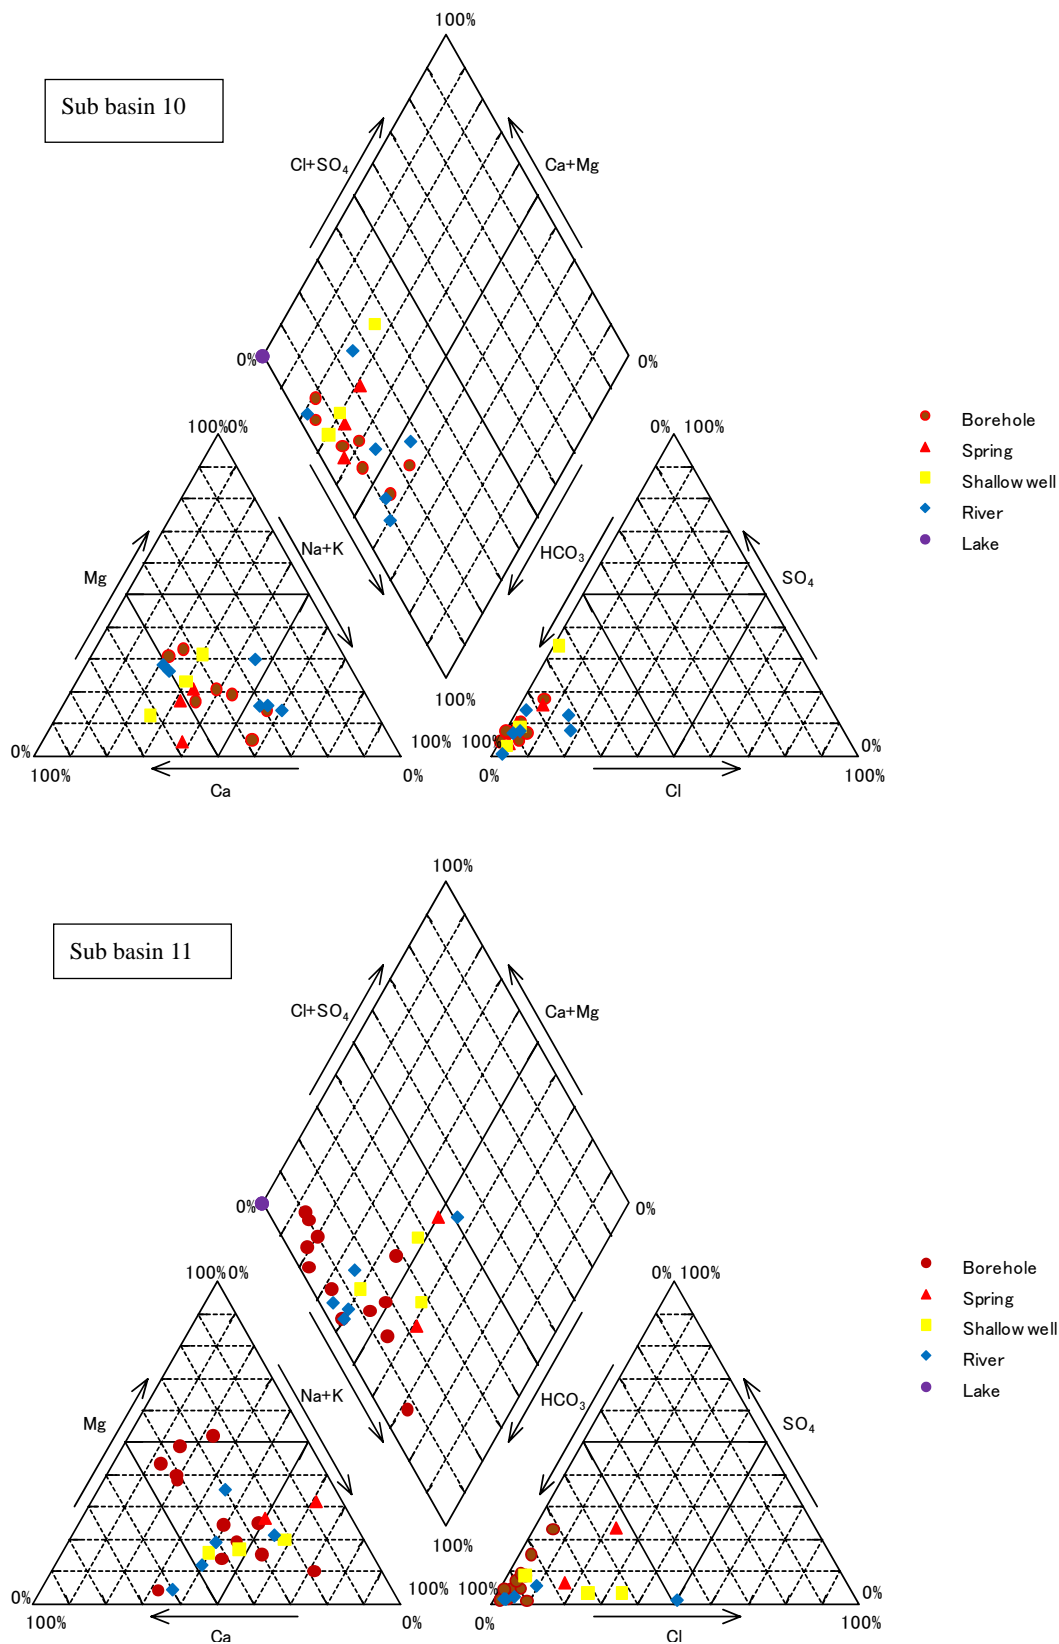 100%
Sub basin 10
Cl+SO4
Ca+Mg
0%
0%
100%0%
0% 100%
Borehole
Spring
Shallow well
River
Lake
Mg
Na+K
HCO3
SO4
100%
0%
100%
100%
0%
100%
0%
0%
100%
Ca
Cl
100%
Sub basin 11
Cl+SO4
Ca+Mg
0%
0%
100%0%
0% 100%
Borehole
Spring
Shallow well
River
Lake
Mg
Na+K
HCO3
SO4
100%
0%
100%
100%
0%
100%
0%
0%
100%
Ca
Cl